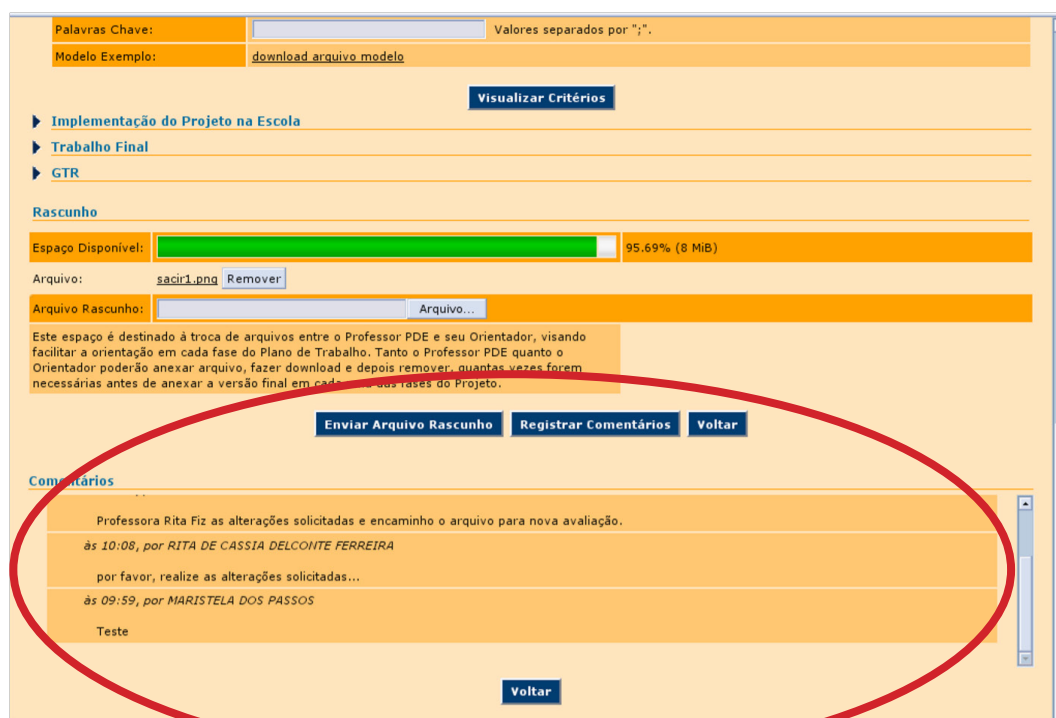 Palavras Chave: Valores separados por ";".
Modelo Exemplo: download arquivo modelo
Visualizar Critérios
Implementação do Projeto na Escola
Trabalho Final
GTR
Rascunho
Espaço Disponível: 95.69% (8 MiB)
Arquivo: sacir1.png Remover
Arquivo Rascunho: Arquivo...
Este espaço é destinado à troca de arquivos entre o Professor PDE e seu Orientador, visando
facilitar a orientação em cada fase do Plano de Trabalho. Tanto o Professor PDE quanto o
Orientador poderão anexar arquivo, fazer download e depois remover, quantas vezes forem
necessárias antes de anexar a versão final em cada uma das fases do Projeto.
Enviar Arquivo Rascunho Registrar Comentários Voltar
Comentários
Professora Rita Fiz as alterações solicitadas e encaminho o arquivo para nova avaliação.
às 10:08, por RITA DE CASSIA DELCONTE FERREIRA
por favor, realize as alterações solicitadas...
às 09:59, por MARISTELA DOS PASSOS
Teste
Voltar